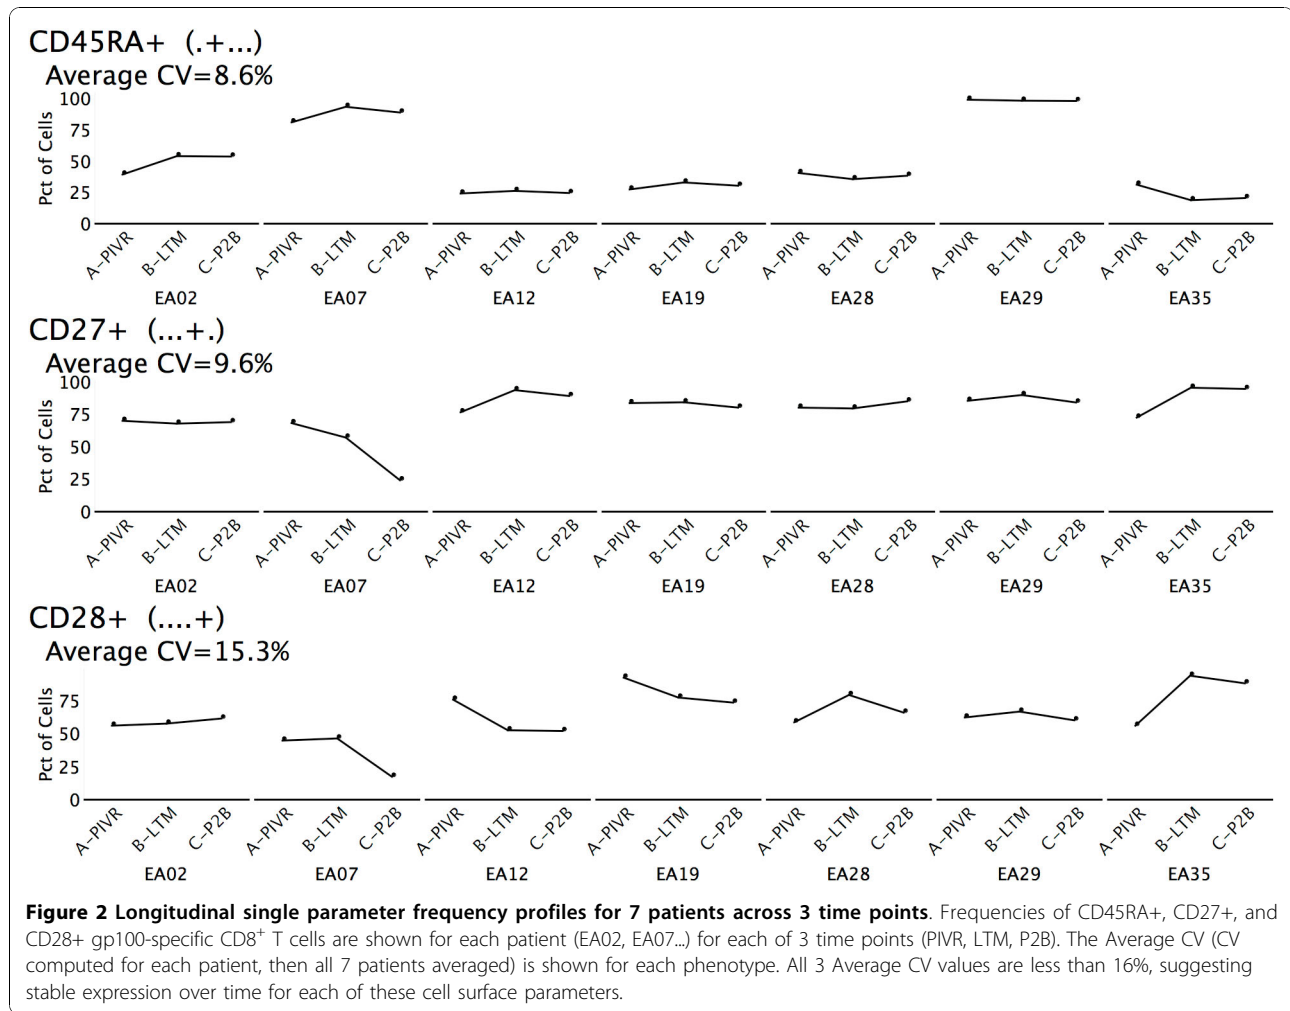 CD45RA+ (.+...)
Average CV=8.6%
Pct of Cells
100
75
50
25
0
A-PIVR B-LTM C-P2B A-PIVR B-LTM C-P2B A-PIVR B-LTM C-P2B A-PIVR B-LTM C-P2B A-PIVR B-LTM C-P2B A-PIVR B-LTM C-P2B A-PIVR B-LTM C-P2B
EA02 EA07 EA12 EA19 EA28 EA29 EA35
CD27+ (...+.)
Average CV=9.6%
Pct of Cells
100
75
50
25
0
A-PIVR B-LTM C-P2B A-PIVR B-LTM C-P2B A-PIVR B-LTM C-P2B A-PIVR B-LTM C-P2B A-PIVR B-LTM C-P2B A-PIVR B-LTM C-P2B A-PIVR B-LTM C-P2B
EA02 EA07 EA12 EA19 EA28 EA29 EA35
CD28+ (....+)
Average CV=15.3%
Pct of Cells
75
50
25
0
A-PIVR B-LTM C-P2B A-PIVR B-LTM C-P2B A-PIVR B-LTM C-P2B A-PIVR B-LTM C-P2B A-PIVR B-LTM C-P2B A-PIVR B-LTM C-P2B A-PIVR B-LTM C-P2B
EA02 EA07 EA12 EA19 EA28 EA29 EA35
Figure 2 Longitudinal single parameter frequency profiles for 7 patients across 3 time points. Frequencies of CD45RA+, CD27+, and
CD28+ gp100-specific CD8⁺ T cells are shown for each patient (EA02, EA07...) for each of 3 time points (PIVR, LTM, P2B). The Average CV (CV
computed for each patient, then all 7 patients averaged) is shown for each phenotype. All 3 Average CV values are less than 16%, suggesting
stable expression over time for each of these cell surface parameters.